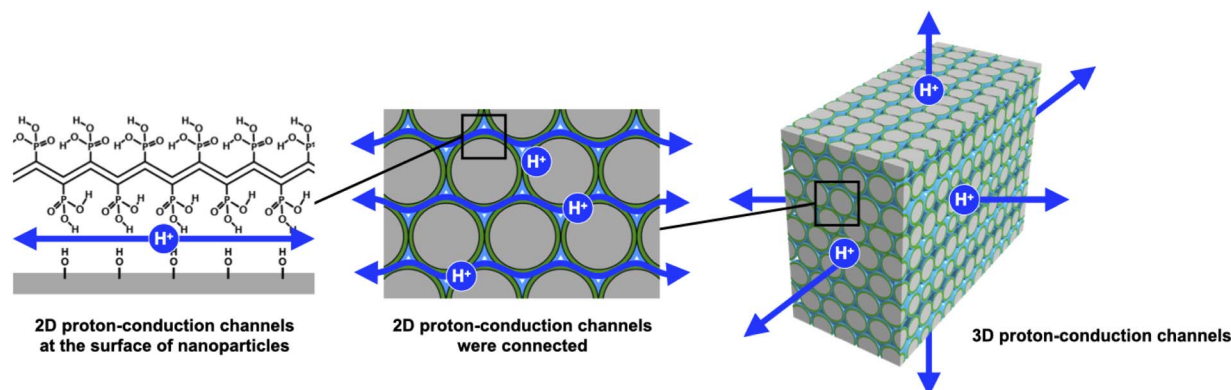 H H H H H H
O O O O O O
O P O H O P O H O P O H O P O H O P O H O P
H H H H H
O P O O P O O P O O P O O P O
O O O O O
H H H H H
H+
H H H H H
O O O O O
2D proton-conduction channels
at the surface of nanoparticles
H+
H+
H+
2D proton-conduction channels
were connected
H+
H+
H+
3D proton-conduction channels